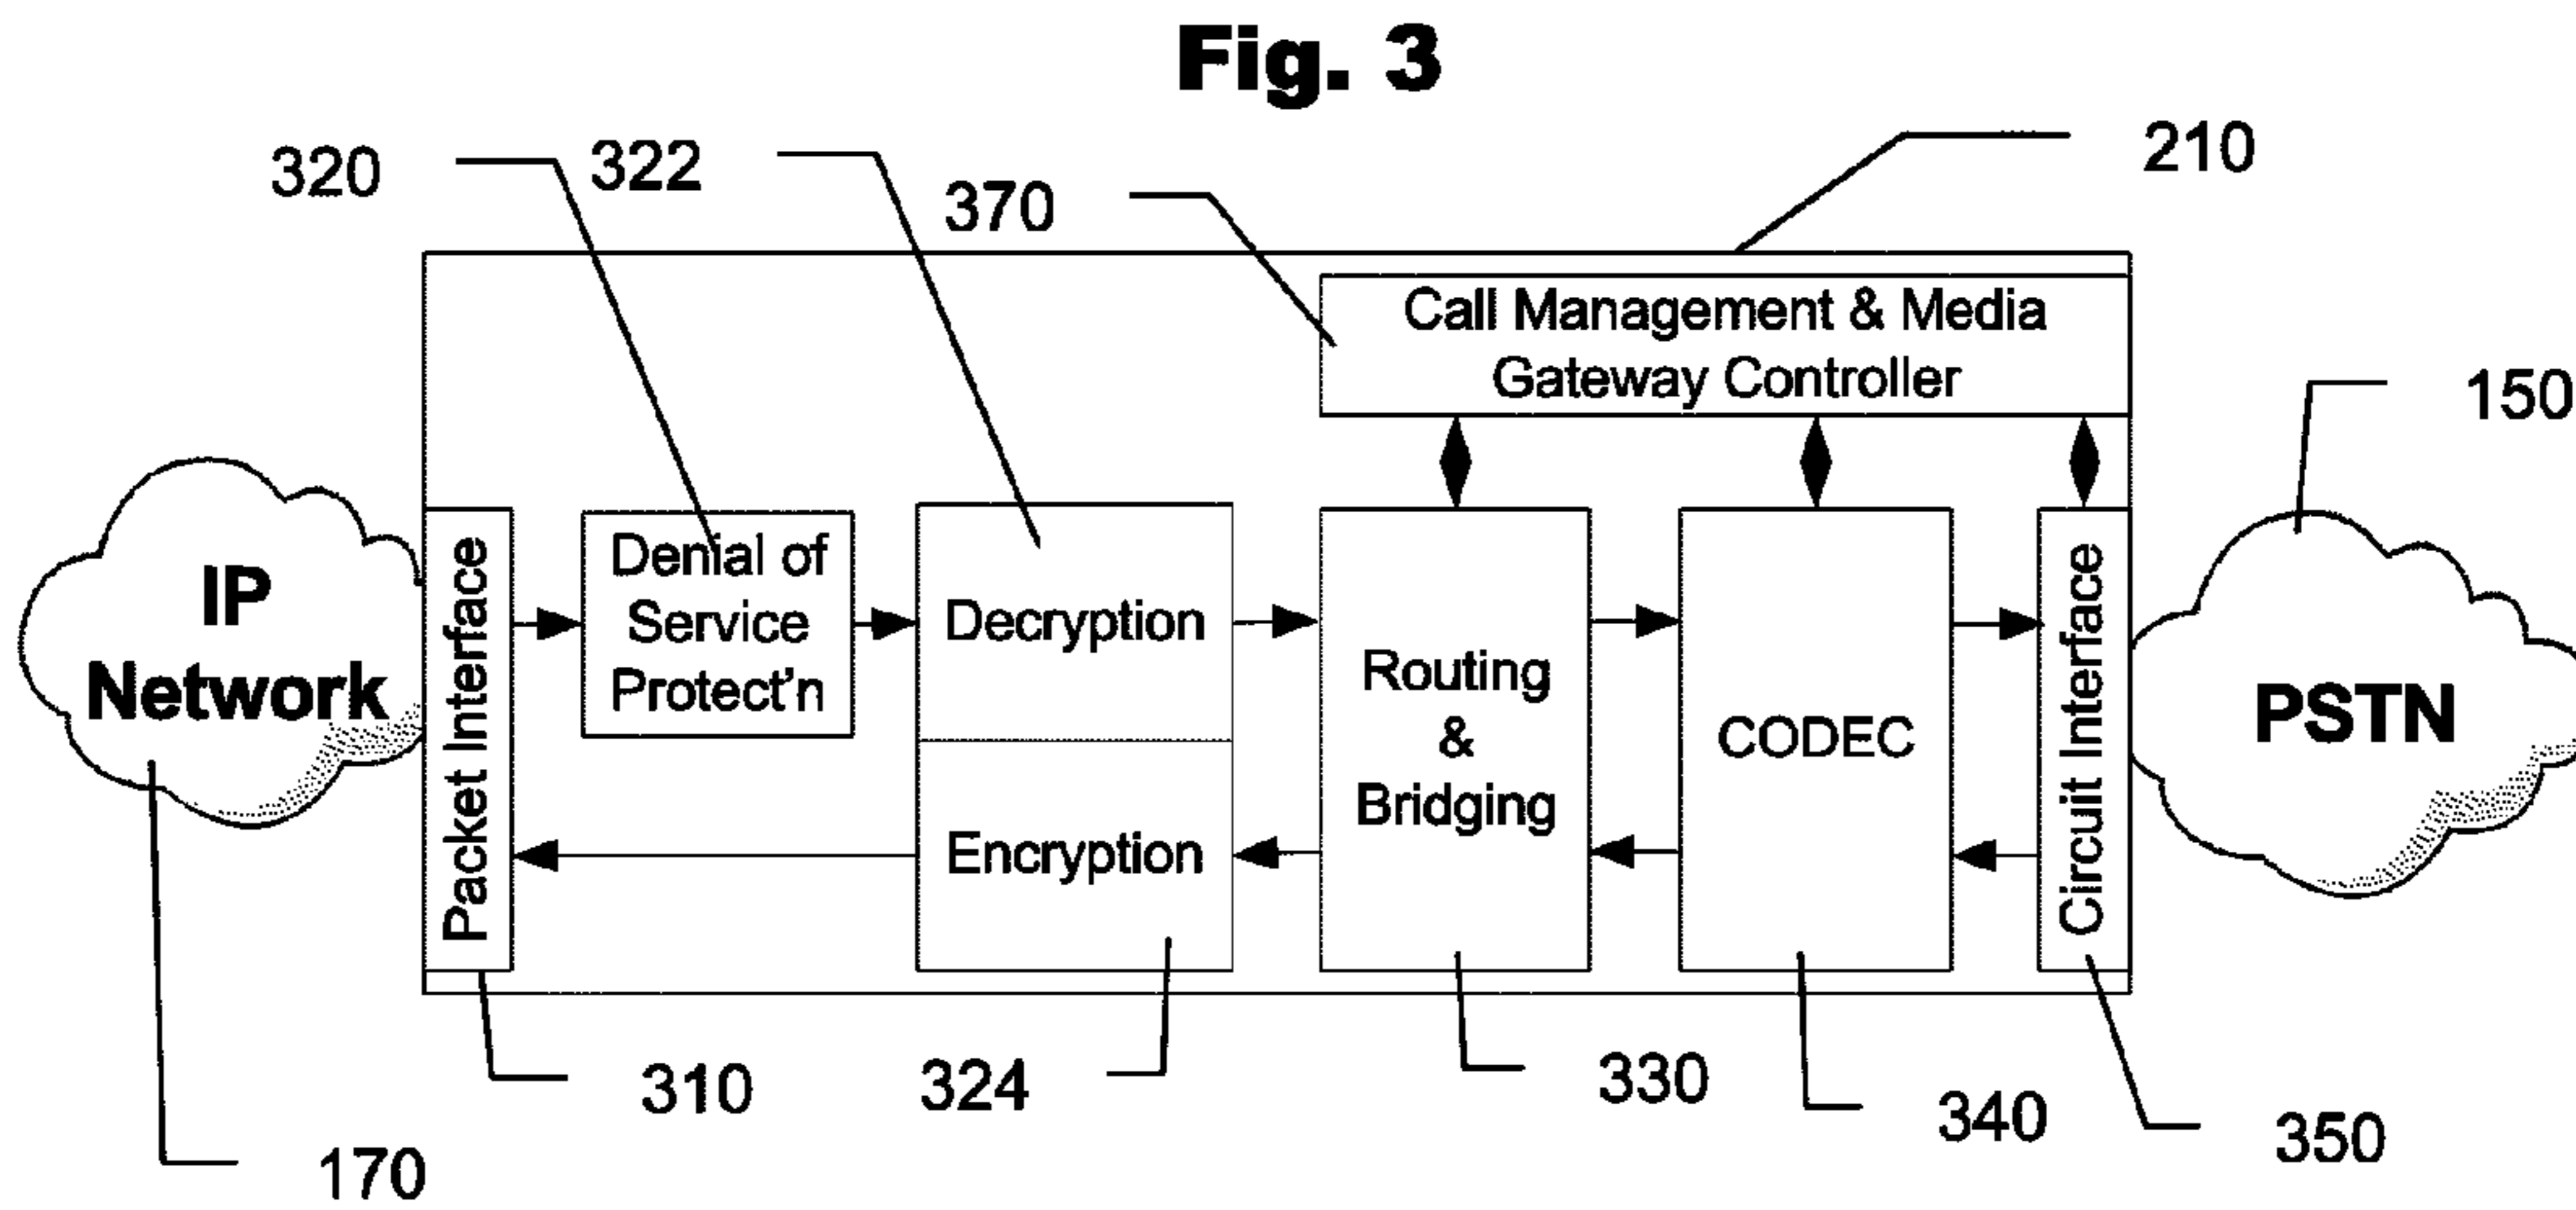 Fig. 3
320
322
370
210
150
Call Management & Media
Gateway Controller
IP
Network
Packet Interface
Denial of
Service
Protect'n
Decryption
Encryption
Routing
&
Bridging
CODEC
Circuit Interface
PSTN
170
310
324
330
340
350